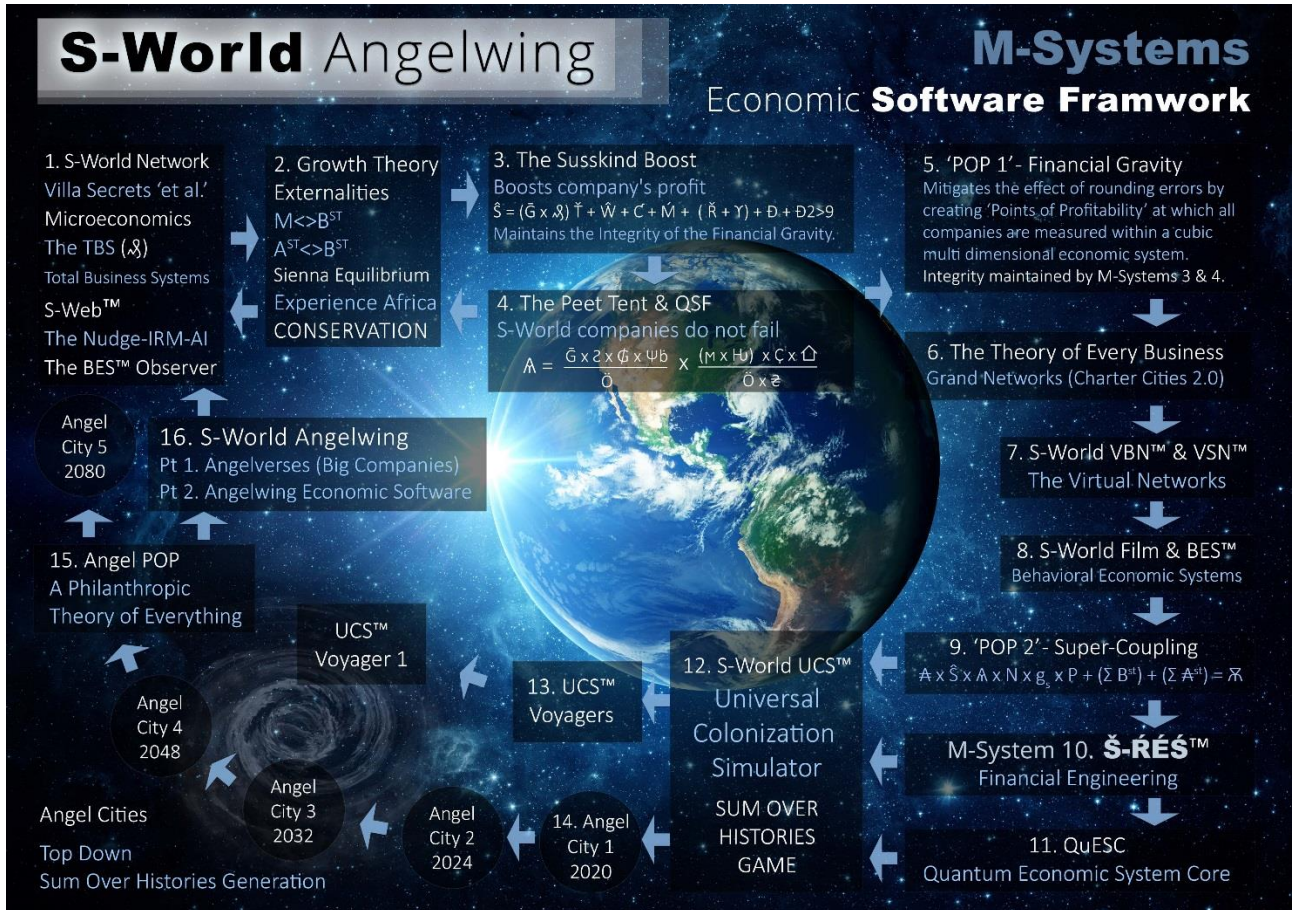 S-World Angelwing
M-Systems
Economic Software Framwork
1. S-World Network
Villa Secrets ‘et al.’
Microeconomics
The TBS
Total Business Systems
S-Web™
The Nudge-IRM-AI
The BES™ Observer
2. Growth Theory
Externalities
M<>Bˢᵀ
Aˢᵀ<>Bˢᵀ
Sienna Equilibrium
Experience Africa
CONSERVATION
3. The Susskind Boost
Boosts company's profit
Maintains the Integrity of the Financial Gravity.
4. The Peet Tent & QSF
S-World companies do not fail
5. ‘POP 1’- Financial Gravity
Mitigates the effect of rounding errors by
creating ‘Points of Profitability’ at which all
companies are measured within a cubic
multi dimensional economic system.
Integrity maintained by M-Systems 3 & 4.
6. The Theory of Every Business
Grand Networks (Charter Cities 2.0)
7. S-World VBN™ & VSN™
The Virtual Networks
8. S-World Film & BES™
Behavioral Economic Systems
9. ‘POP 2’- Super-Coupling
M-System 10. Š-ŔÉŚ™
Financial Engineering
11. QuESC
Quantum Economic System Core
12. S-World UCS™
Universal
Colonization
Simulator
SUM OVER
HISTORIES
GAME
13. UCS™
Voyagers
UCS™
Voyager 1
14. Angel
City 1
2020
Angel
City 2
2024
Angel
City 3
2032
Angel
City 4
2048
15. Angel POP
A Philanthropic
Theory of Everything
Angel
City 5
2080
16. S-World Angelwing
Pt 1. Angelverses (Big Companies)
Pt 2. Angelwing Economic Software
Angel Cities
Top Down
Sum Over Histories Generation